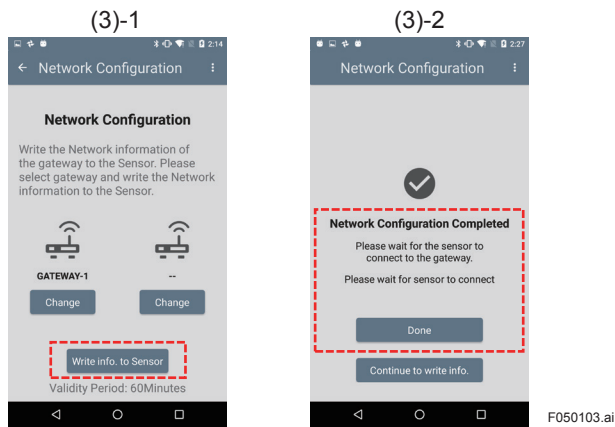 (3)-1
2:14
Network Configuration
Network Configuration
Write the Network information of
the gateway to the Sensor. Please
select gateway and write the Network
information to the Sensor.
GATEWAY-1
--
Change
Change
Write info. to Sensor
Validity Period: 60Minutes
(3)-2
2:27
Network Configuration
Network Configuration Completed
Please wait for the sensor to
connect to the gateway.
Please wait for sensor to connect
Done
Continue to write info.
F050103.ai